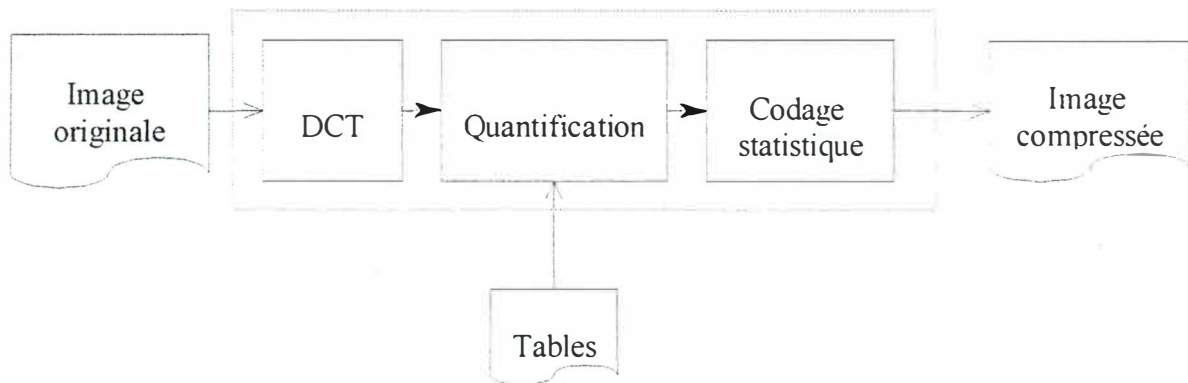 Image
originale
DCT
Quantification
Codage
statistique
Image
compressée
Tables